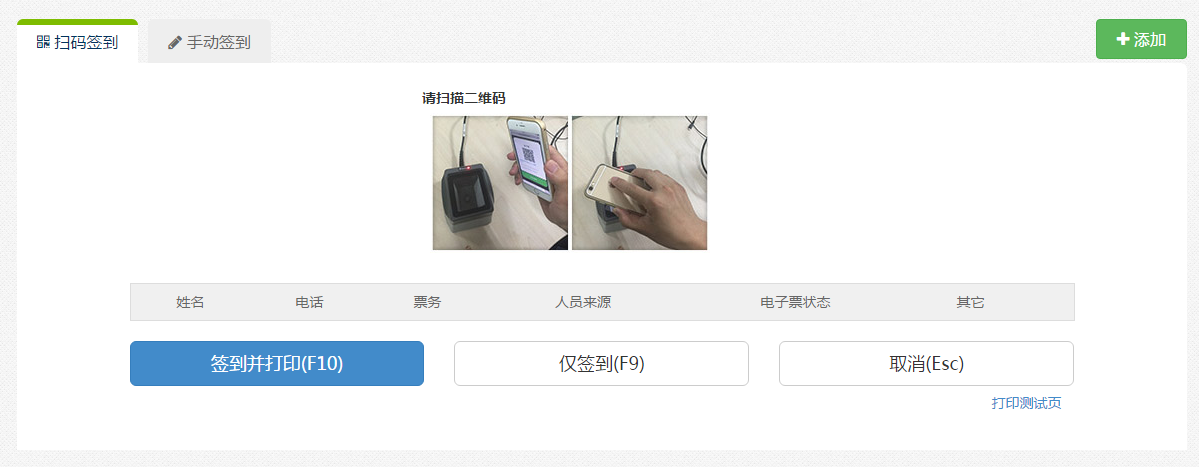 扫码签到 手动签到 添加
请扫描二维码
姓名 电话 票务 人员来源 电子票状态 其它
签到并打印(F10) 仅签到(F9) 取消(Esc)
打印测试页